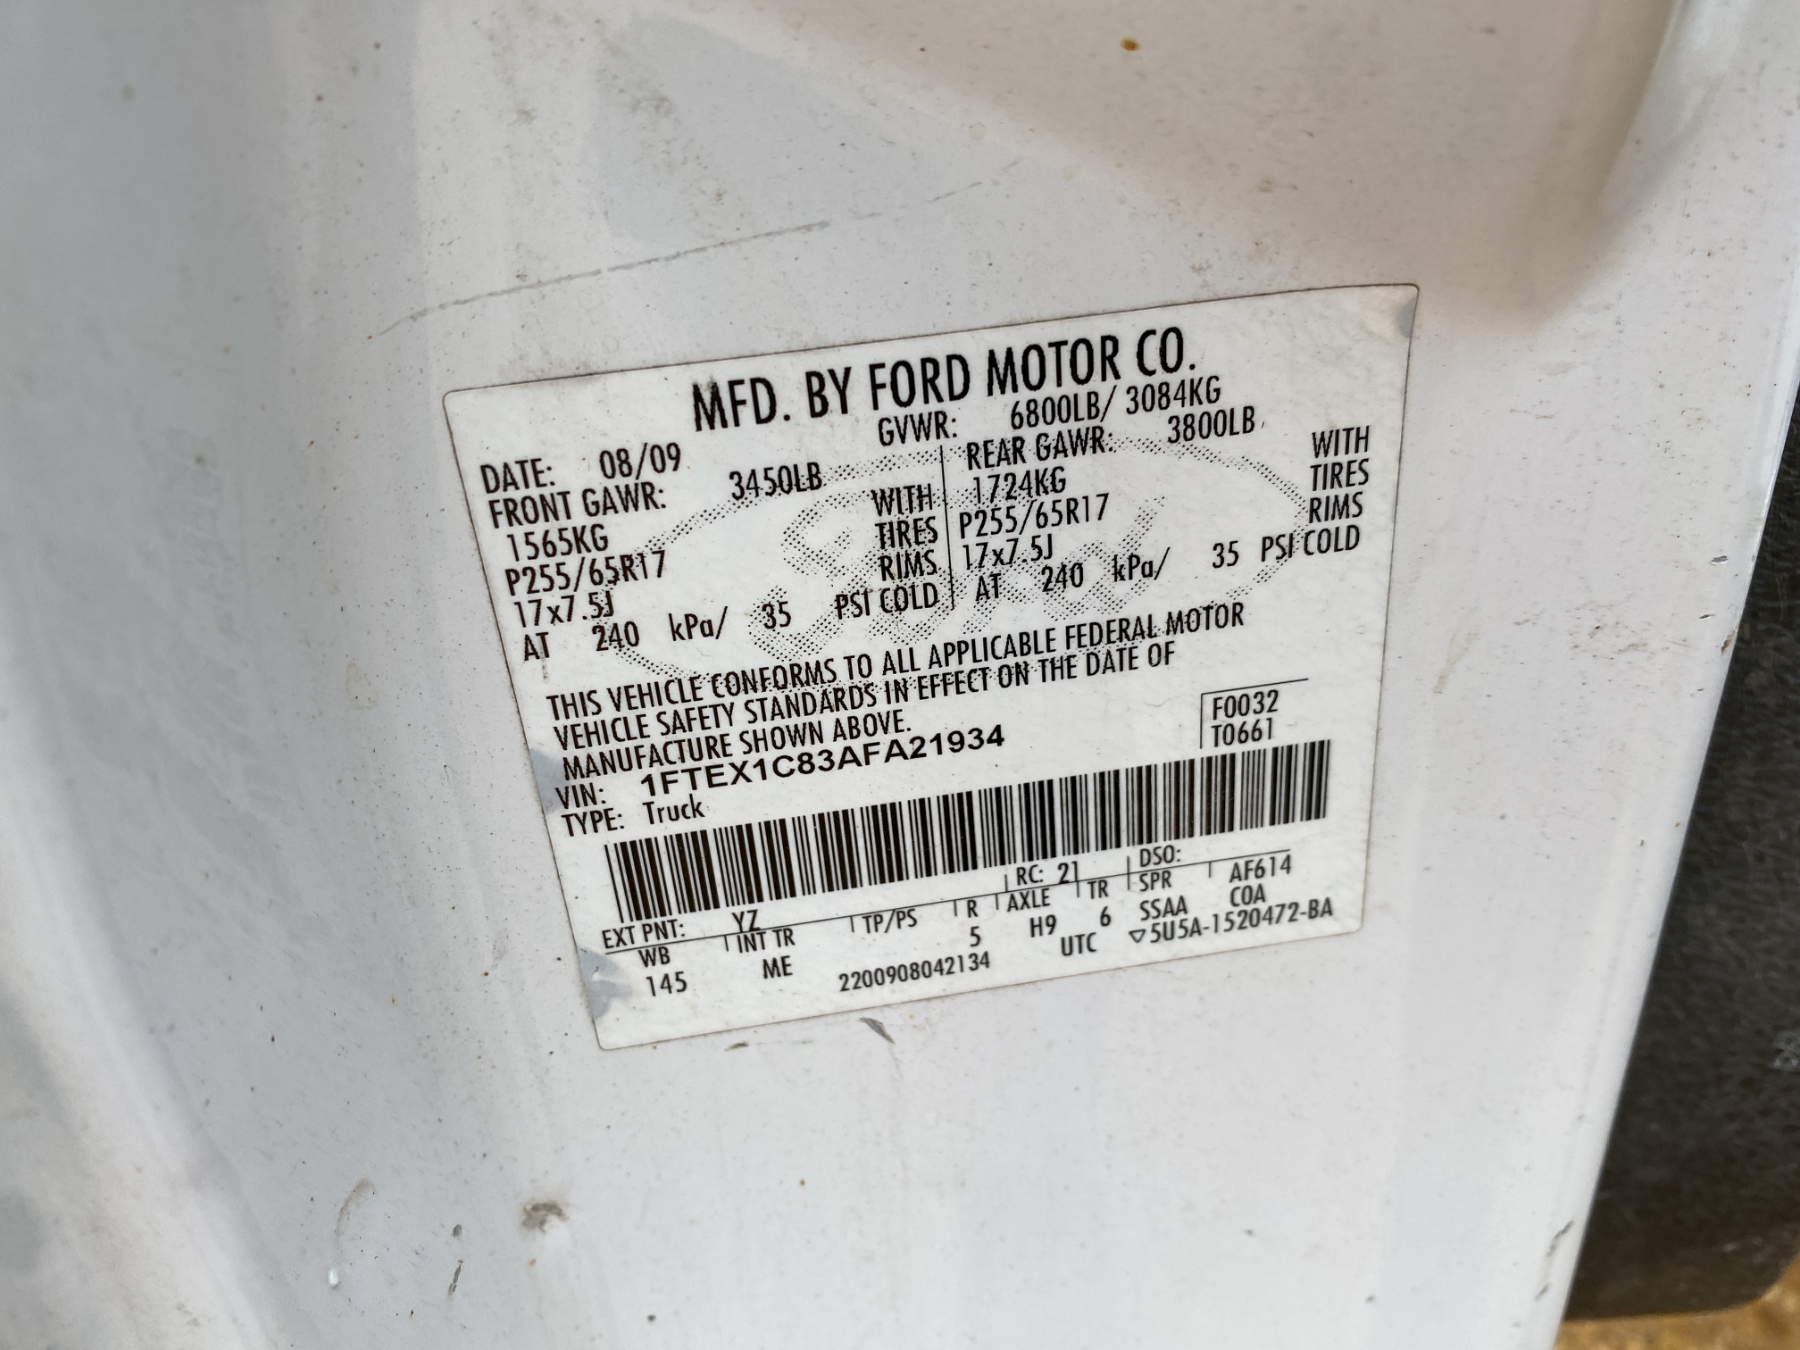 MFD. BY FORD MOTOR CO.
DATE: 08/09 GVWR: 6800LB/ 3084KG
FRONT GAWR: 3450LB REAR GAWR: 3800LB
1565KG WITH 1724KG WITH
P255/65R17 TIRES P255/65R17 TIRES
17x7.5J RIMS 17x7.5J RIMS
AT 240 kPa/ 35 PSI COLD AT 240 kPa/ 35 PSI COLD
THIS VEHICLE CONFORMS TO ALL APPLICABLE FEDERAL MOTOR
VEHICLE SAFETY STANDARDS IN EFFECT ON THE DATE OF
MANUFACTURE SHOWN ABOVE.
VIN: 1FTEX1C83AFA21934 F0032
TYPE: Truck T0661
EXT PNT: YZ RC: 21 DSO:
WB INT TR TP/PS R AXLE TR SPR AF614
145 ME 5 H9 6 SSAA COA
2200908042134 UTC ▽5U5A-1520472-BA